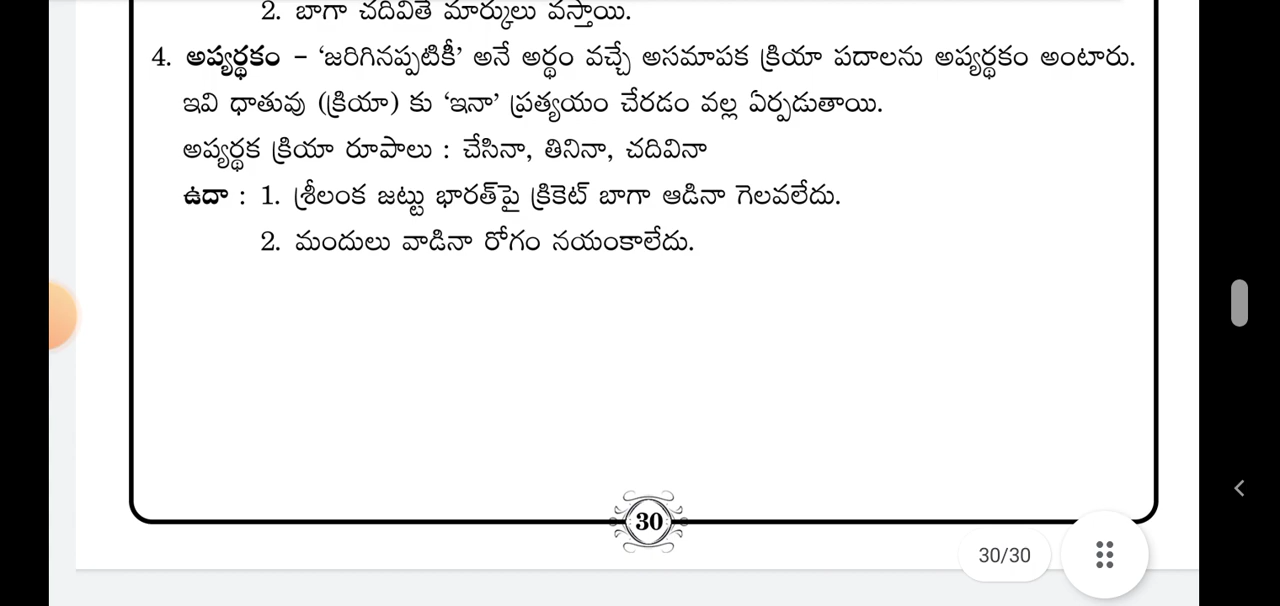 2. బాగా చదివితే మార్కులు వస్తాయి.
4. అప్యర్థకం – ‘జరిగినప్పటికీ’ అనే అర్థం వచ్చే అసమాపక క్రియా పదాలను అప్యర్థకం అంటారు.
ఇవి ధాతువు (క్రియా) కు ‘ఇనా’ ప్రత్యయం చేరడం వల్ల ఏర్పడుతాయి.
అప్యర్థక క్రియా రూపాలు : చేసినా, తినినా, చదివినా
ఉదా : 1. శ్రీలంక జట్టు భారత్‌పై క్రికెట్ బాగా ఆడినా గెలవలేదు.
2. మందులు వాడినా రోగం నయంకాలేదు.
30
30/30